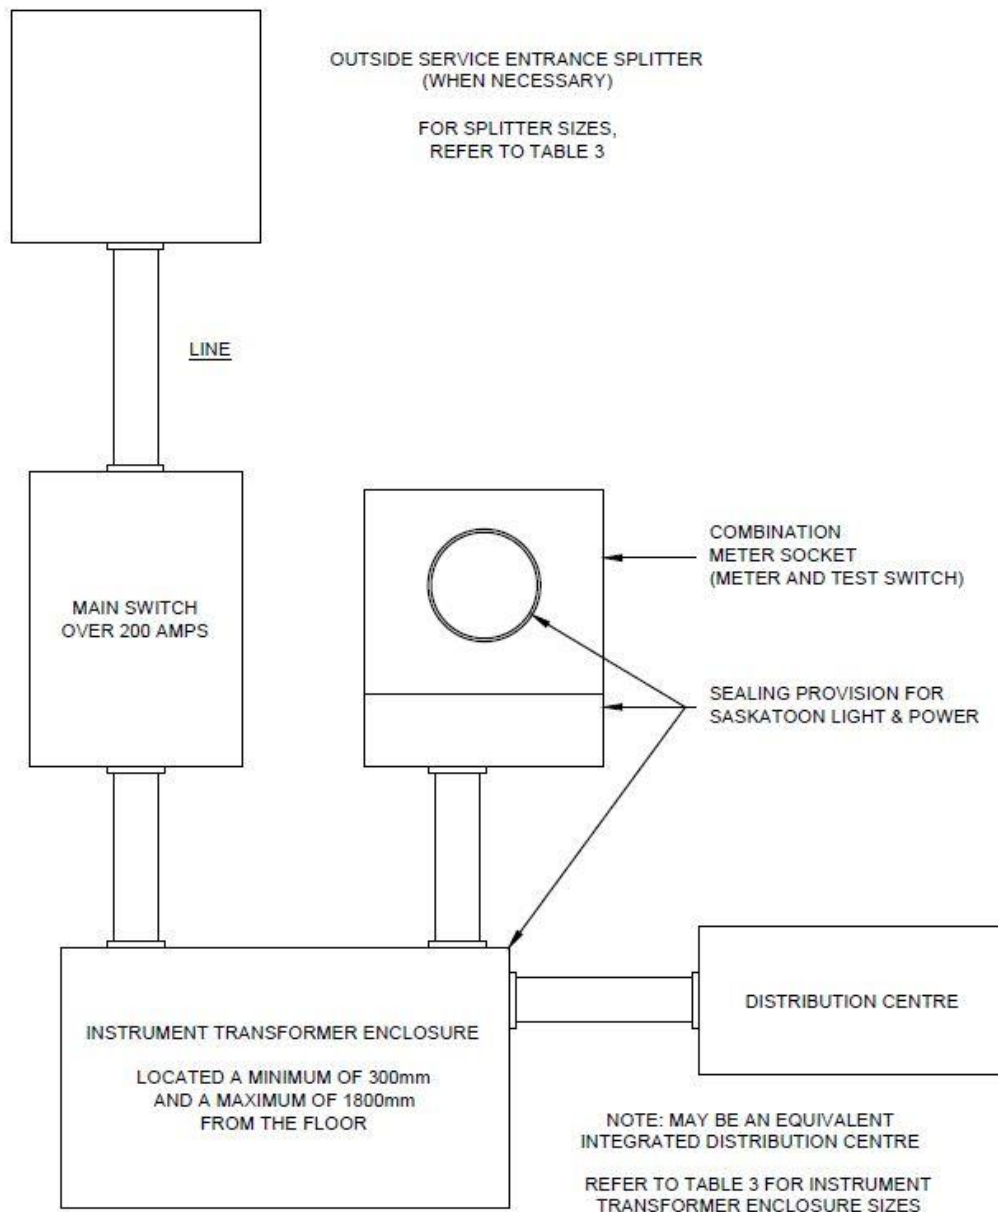 OUTSIDE SERVICE ENTRANCE SPLITTER
(WHEN NECESSARY)
FOR SPLITTER SIZES,
REFER TO TABLE 3
LINE
MAIN SWITCH
OVER 200 AMPS
COMBINATION
METER SOCKET
(METER AND TEST SWITCH)
SEALING PROVISION FOR
SASKATOON LIGHT & POWER
INSTRUMENT TRANSFORMER ENCLOSURE
LOCATED A MINIMUM OF 300mm
AND A MAXIMUM OF 1800mm
FROM THE FLOOR
DISTRIBUTION CENTRE
NOTE: MAY BE AN EQUIVALENT
INTEGRATED DISTRIBUTION CENTRE
REFER TO TABLE 3 FOR INSTRUMENT
TRANSFORMER ENCLOSURE SIZES